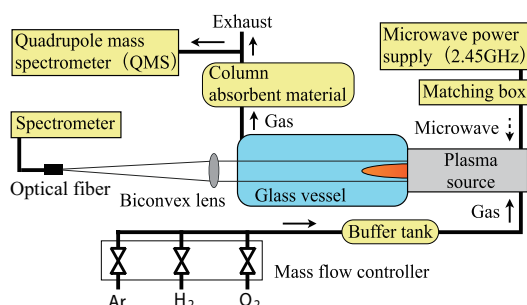 Exhaust
Quadrupole mass
spectrometer（QMS）
Microwave power
supply（2.45GHz）
Column
absorbent material
Matching box
Spectrometer
Gas
Microwave
Optical fiber
Biconvex lens
Glass vessel
Plasma
source
Gas
Buffer tank
Mass flow controller
Ar
H2
O2